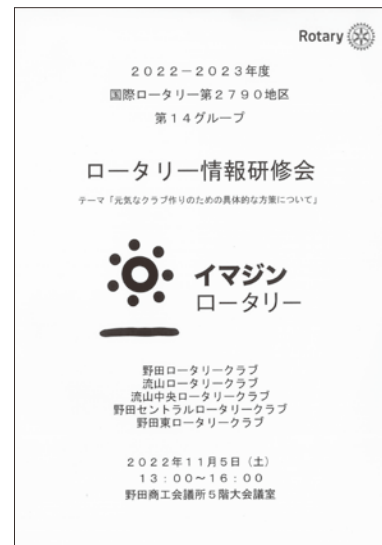 Rotary
2022−2023年度
国際ロータリー第2790地区
第14グループ
ロータリー情報研修会
テーマ「元気なクラブ作りのための具体的な方策について」
イマジン
ロータリー
野田ロータリークラブ
流山ロータリークラブ
流山中央ロータリークラブ
野田セントラルロータリークラブ
野田東ロータリークラブ
2022年11月5日（土）
13:00〜16:00
野田商工会議所5階大会議室